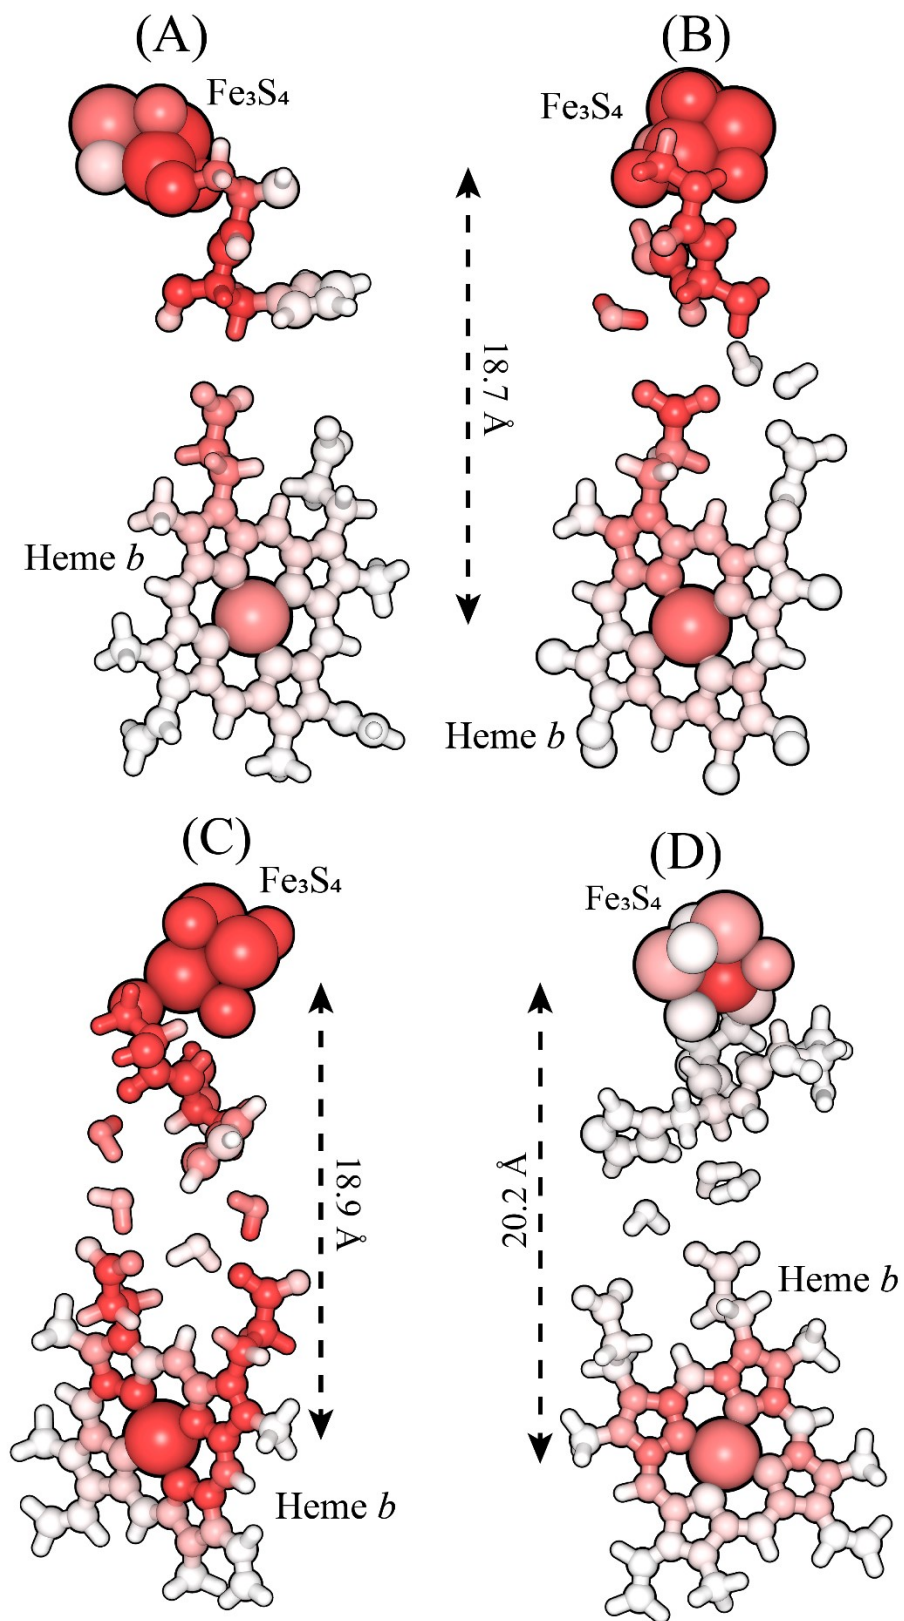 (A)
Fe₃S₄
Heme b
(B)
Fe₃S₄
18.7 Å
Heme b
(C)
Fe₃S₄
18.9 Å
Heme b
(D)
Fe₃S₄
20.2 Å
Heme b